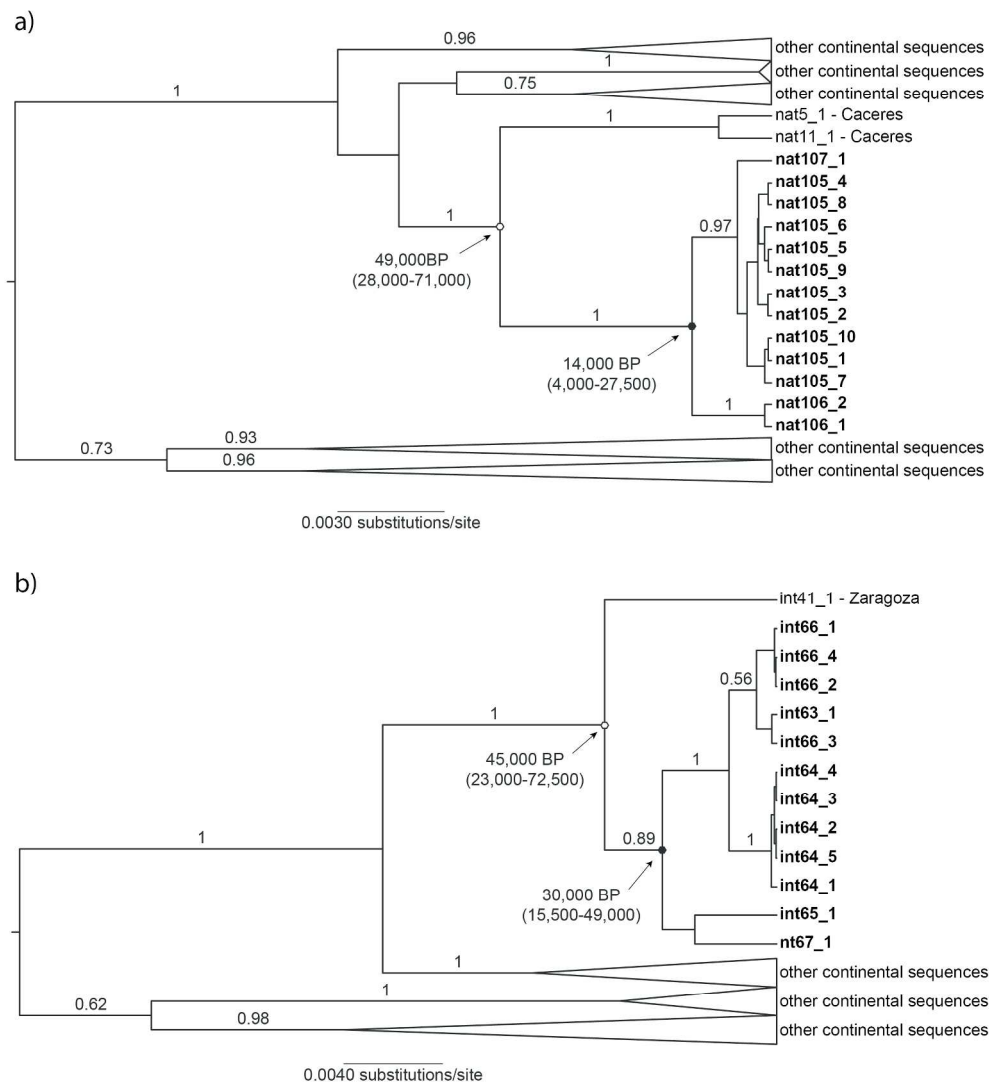 a)
0.96
other continental sequences
1
other continental sequences
0.75
other continental sequences
1
1
nat5_1 - Caceres
nat11_1 - Caceres
nat107_1
nat105_4
nat105_8
1
0.97
nat105_6
nat105_5
49,000BP
(28,000-71,000)
nat105_9
nat105_3
1
nat105_2
nat105_10
14,000 BP
(4,000-27,500)
nat105_1
nat105_7
1
nat106_2
nat106_1
0.73
0.93
other continental sequences
0.96
other continental sequences
0.0030 substitutions/site
b)
int41_1 - Zaragoza
int66_1
int66_4
0.56
int66_2
1
int63_1
int66_3
45,000 BP
(23,000-72,500)
1
int64_4
int64_3
1
0.89
1
int64_2
int64_5
30,000 BP
(15,500-49,000)
int64_1
int65_1
nt67_1
1
other continental sequences
1
other continental sequences
0.62
0.98
other continental sequences
0.0040 substitutions/site